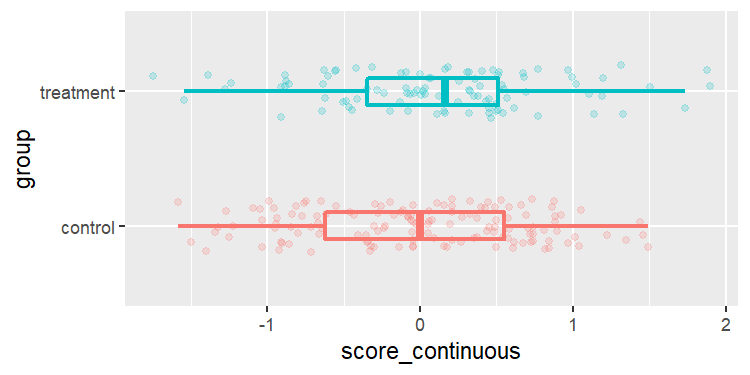 treatment
control
group
-1 0 1 2
score_continuous